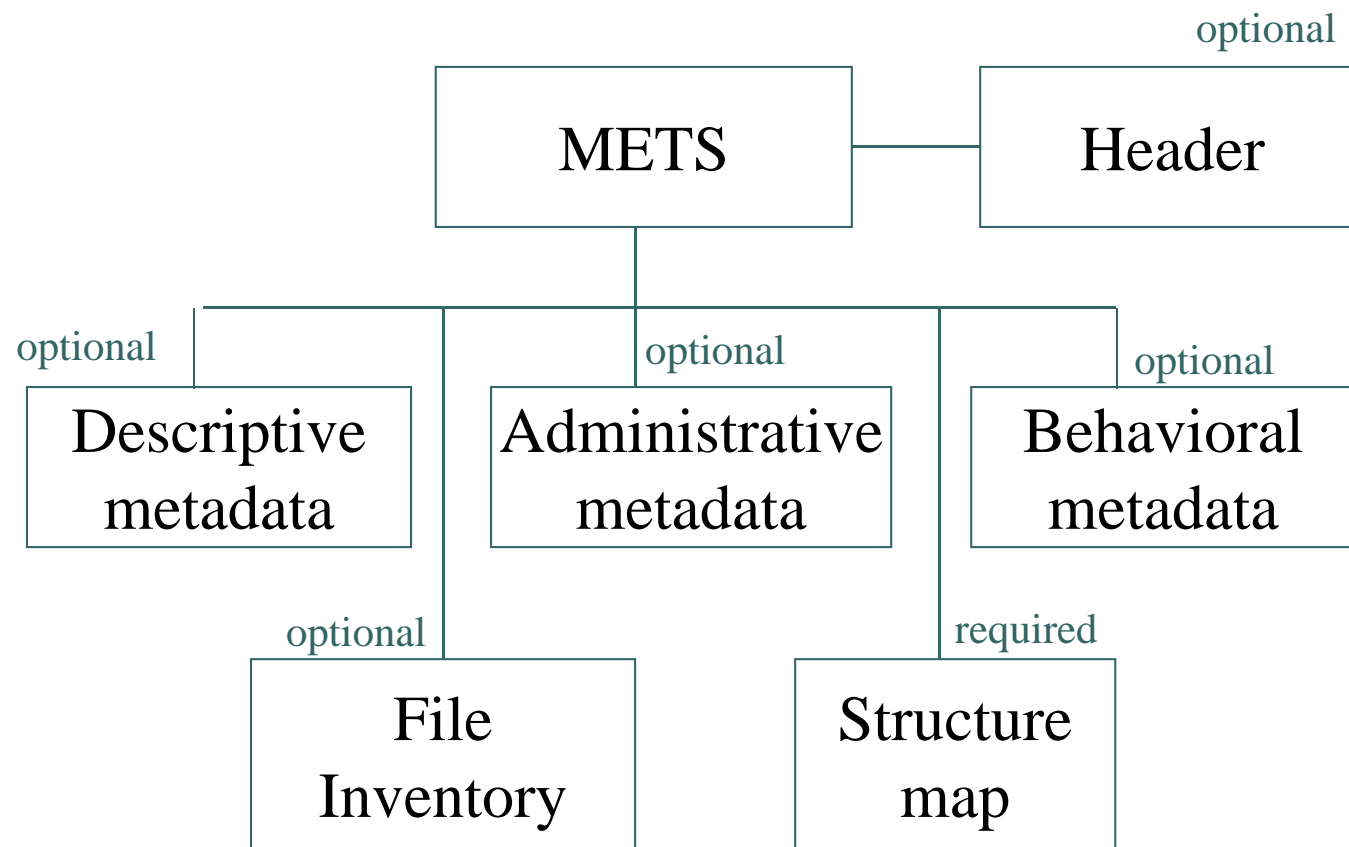 optional
METS
Header
optional
optional
optional
Descriptive
metadata
Administrative
metadata
Behavioral
metadata
optional
required
File
Inventory
Structure
map